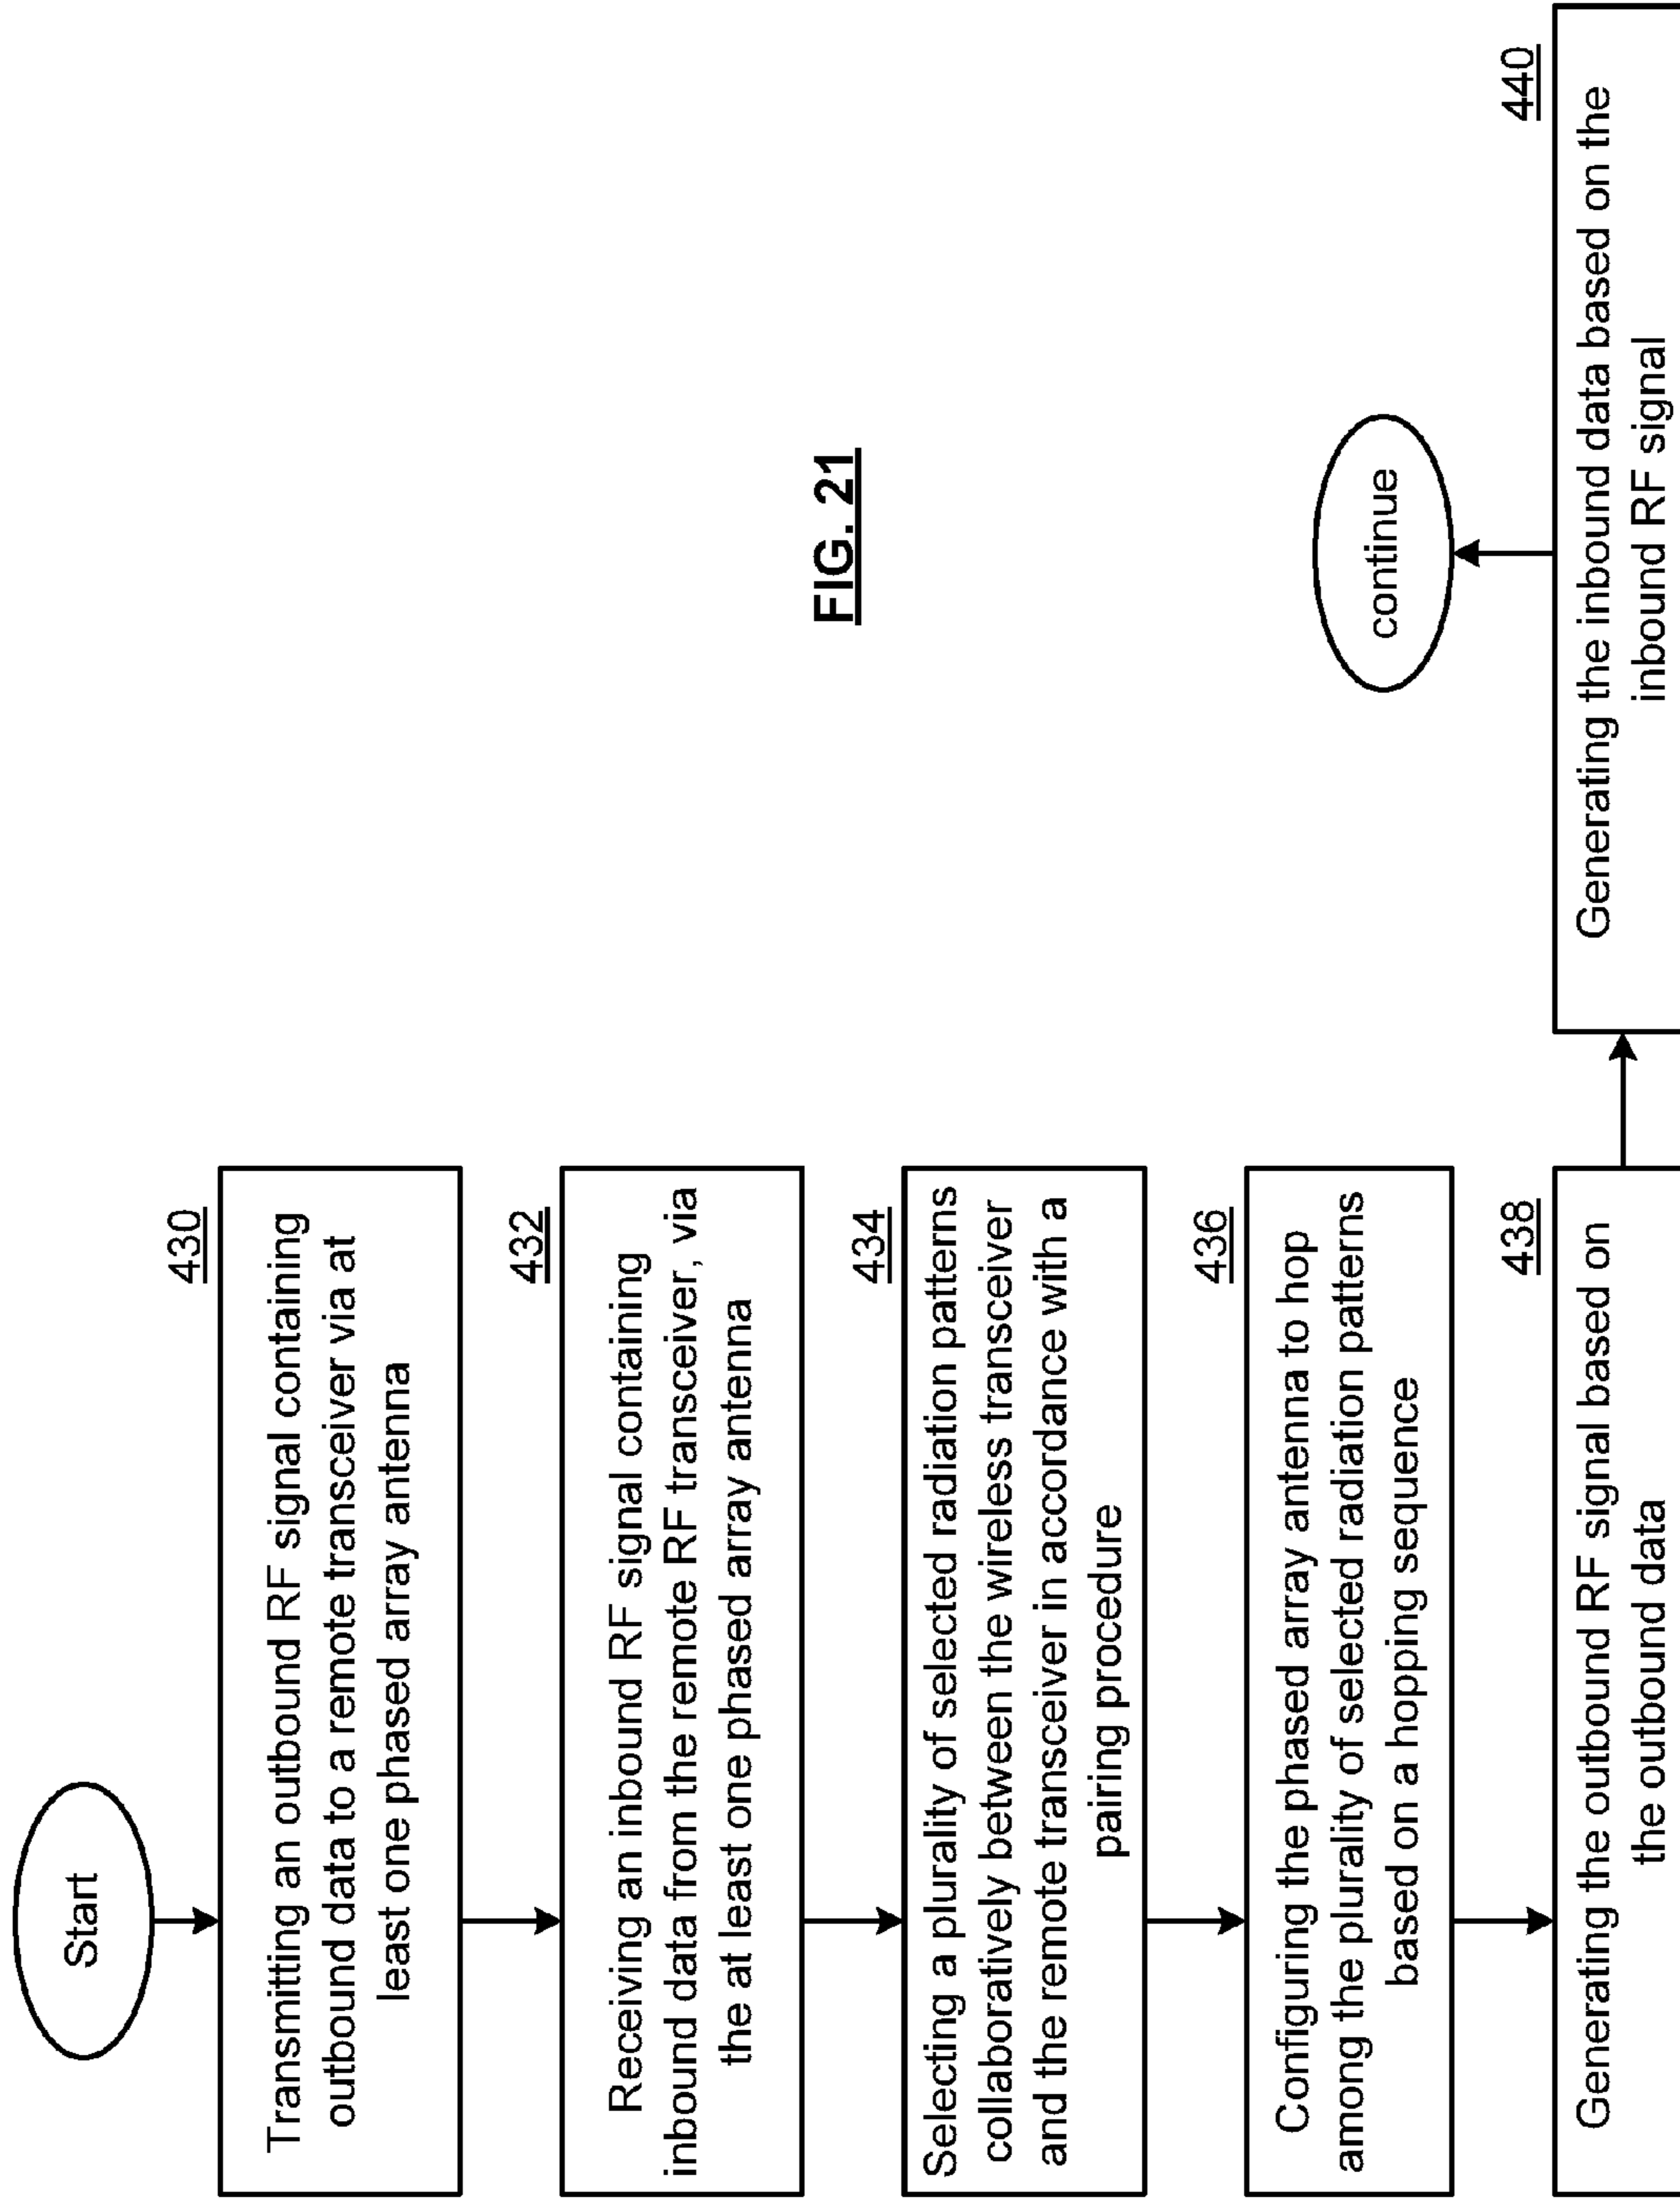 Start
430
Transmitting an outbound RF signal containing
outbound data to a remote transceiver via at
least one phased array antenna
432
Receiving an inbound RF signal containing
inbound data from the remote RF transceiver, via
the at least one phased array antenna
434
Selecting a plurality of selected radiation patterns
collaboratively between the wireless transceiver
and the remote transceiver in accordance with a
pairing procedure
436
Configuring the phased array antenna to hop
among the plurality of selected radiation patterns
based on a hopping sequence
438
Generating the outbound RF signal based on
the outbound data
440
Generating the inbound data based on the
inbound RF signal
continue
FIG. 21